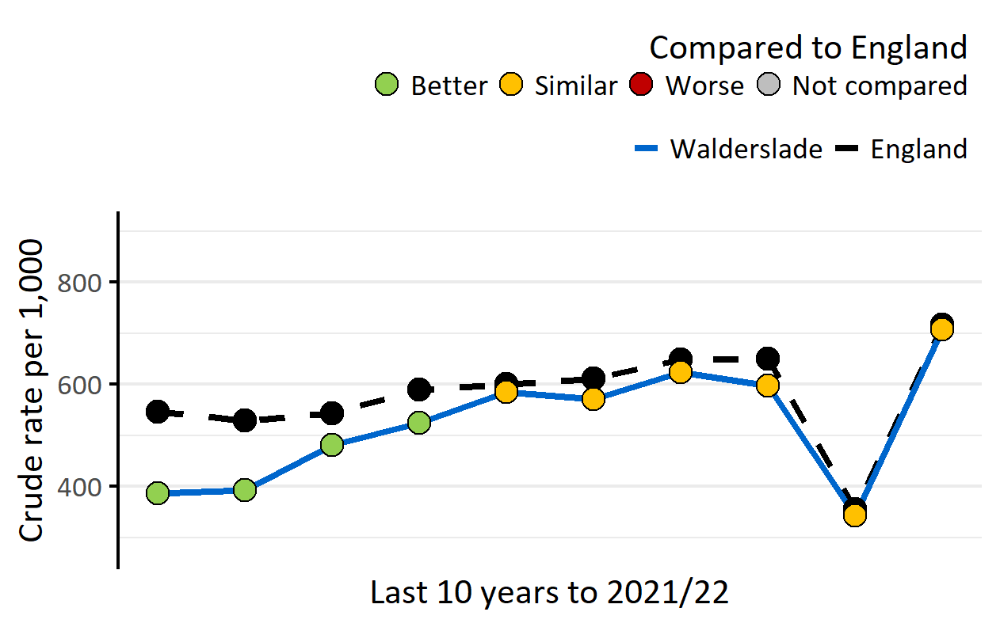 Compared to England
Better Similar Worse Not compared
Walderslade England
Crude rate per 1,000
800
600
400
Last 10 years to 2021/22